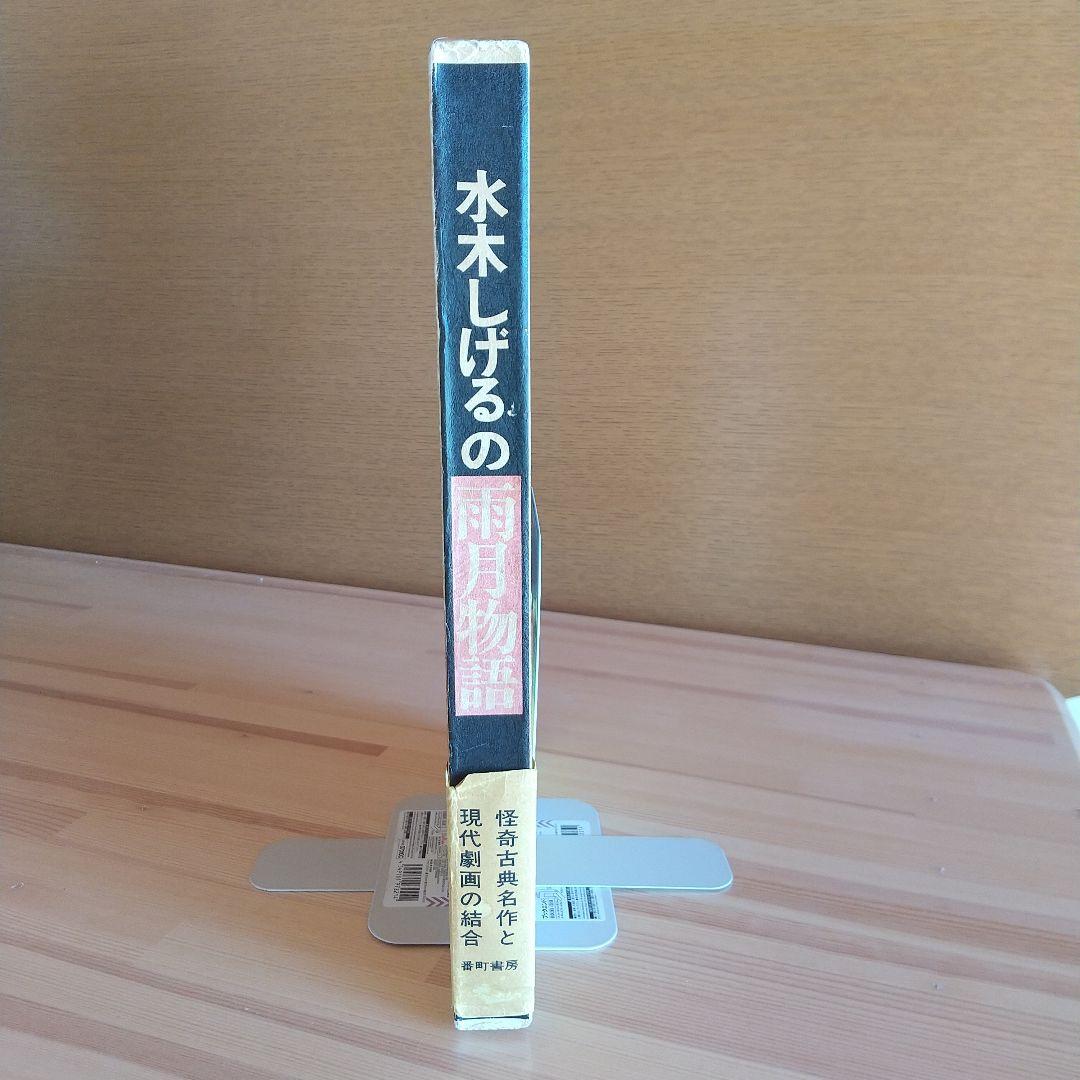 水木しげるの
雨月物語
怪奇古典名作と
現代劇画の結合
番町書房